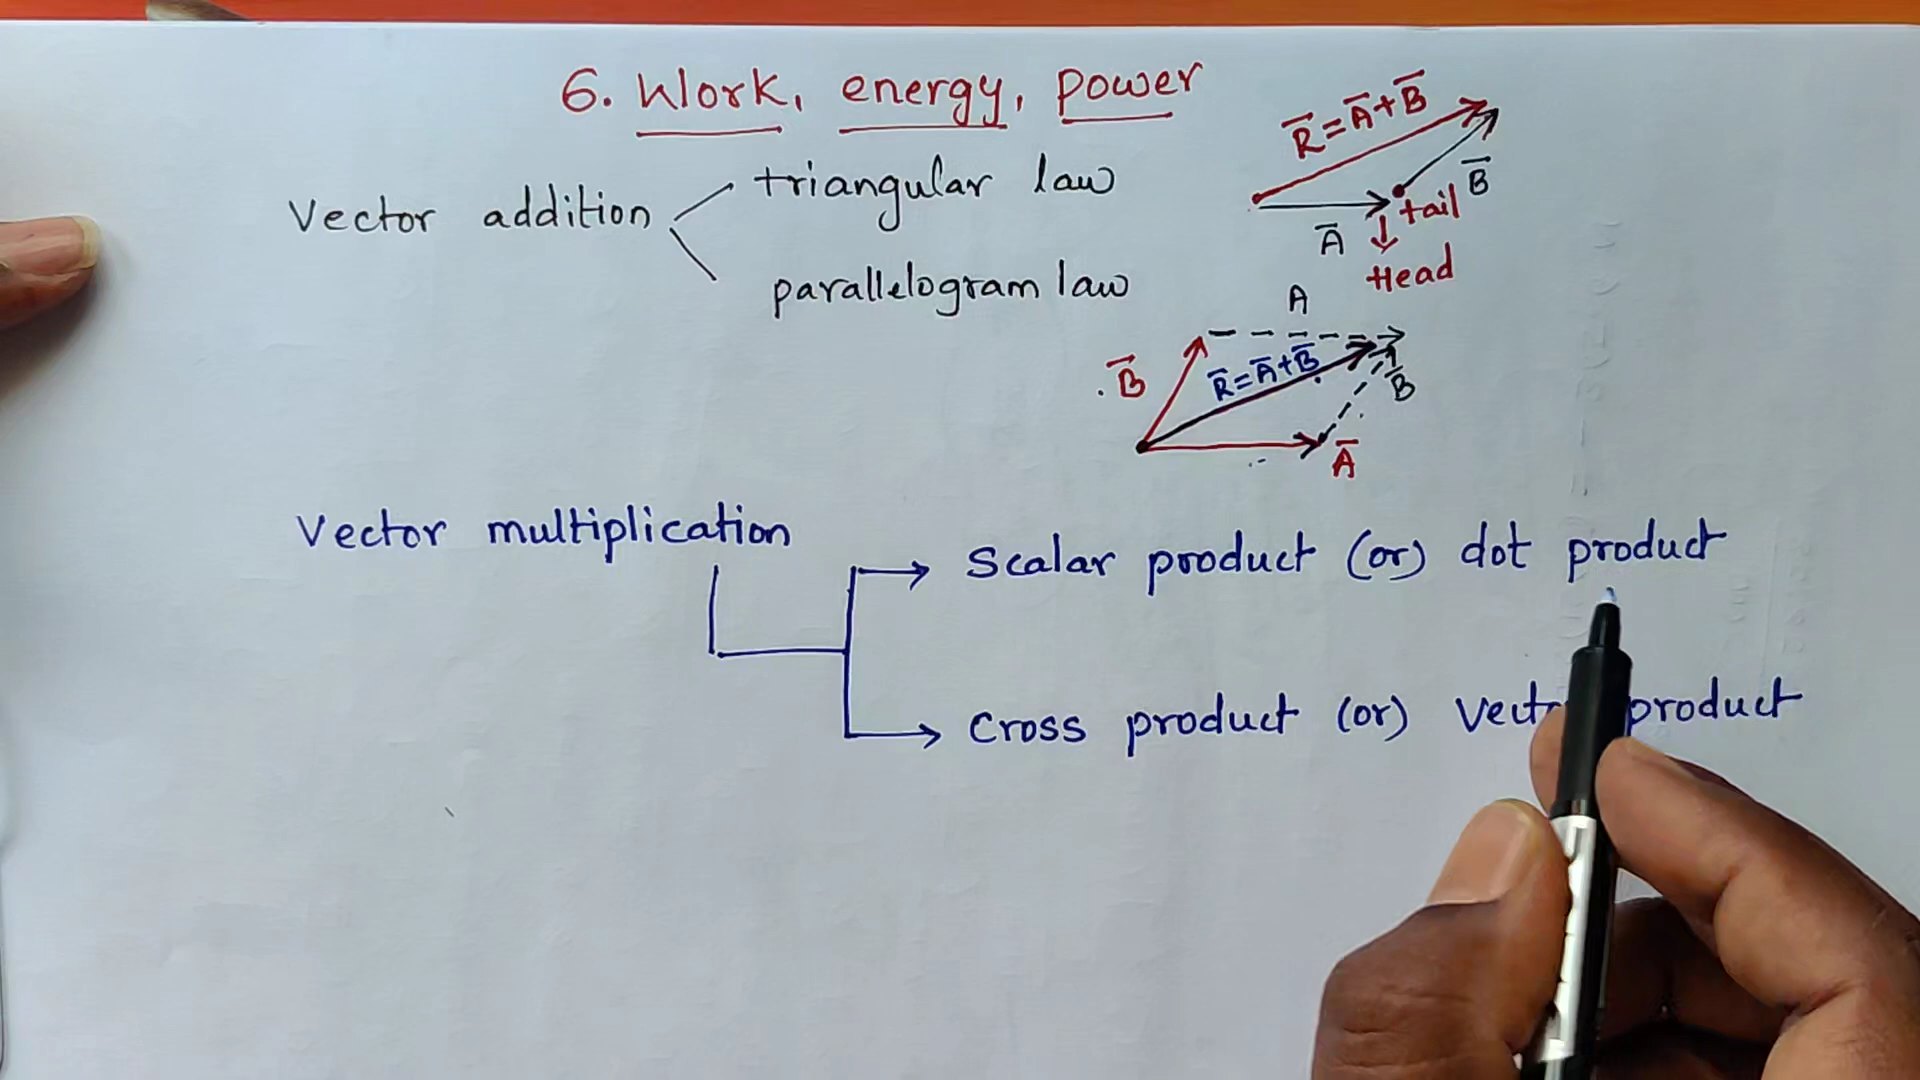 6. Work, energy, power
R̅ = A̅ + B̅
B̅
tail
A̅
Head
Vector addition
triangular law
parallelogram law
A
B̅
R̅ = A̅ + B̅
B̅
A̅
Vector multiplication
Scalar product (or) dot product
Cross product (or) product